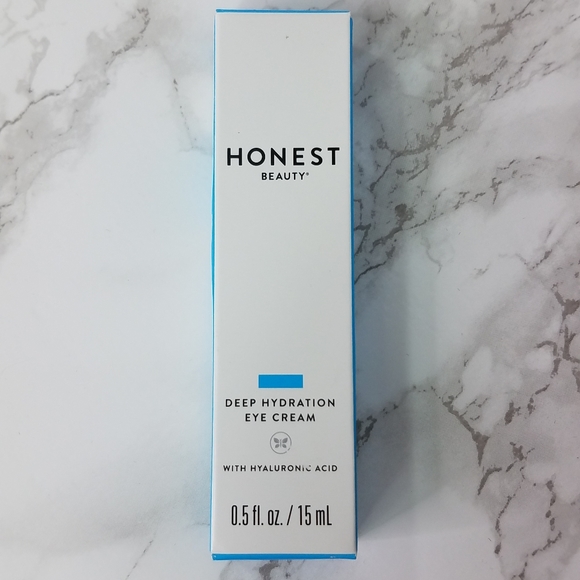 HONEST
BEAUTY®
DEEP HYDRATION
EYE CREAM
WITH HYALURONIC ACID
0.5 fl. oz. / 15 mL